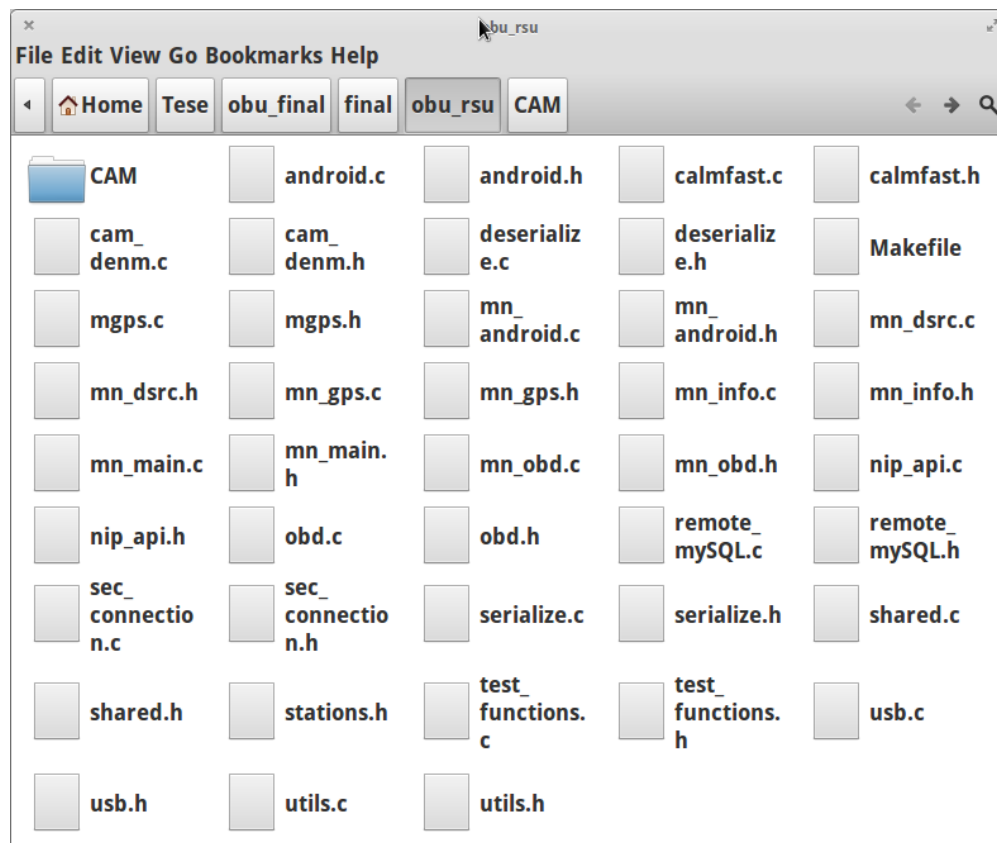 obu_rsu
File Edit View Go Bookmarks Help
Home Tese obu_final final obu_rsu CAM
CAM
android.c
android.h
calmfast.c
calmfast.h
cam_
denm.c
cam_
denm.h
deserializ
e.c
deserializ
e.h
Makefile
mgps.c
mgps.h
mn_
android.c
mn_
android.h
mn_dsrc.c
mn_dsrc.h
mn_gps.c
mn_gps.h
mn_info.c
mn_info.h
mn_main.c
mn_main.
h
mn_obd.c
mn_obd.h
nip_api.c
nip_api.h
obd.c
obd.h
remote_
mySQL.c
remote_
mySQL.h
sec_
connectio
n.c
sec_
connectio
n.h
serialize.c
serialize.h
shared.c
shared.h
stations.h
test_
functions.
c
test_
functions.
h
usb.c
usb.h
utils.c
utils.h